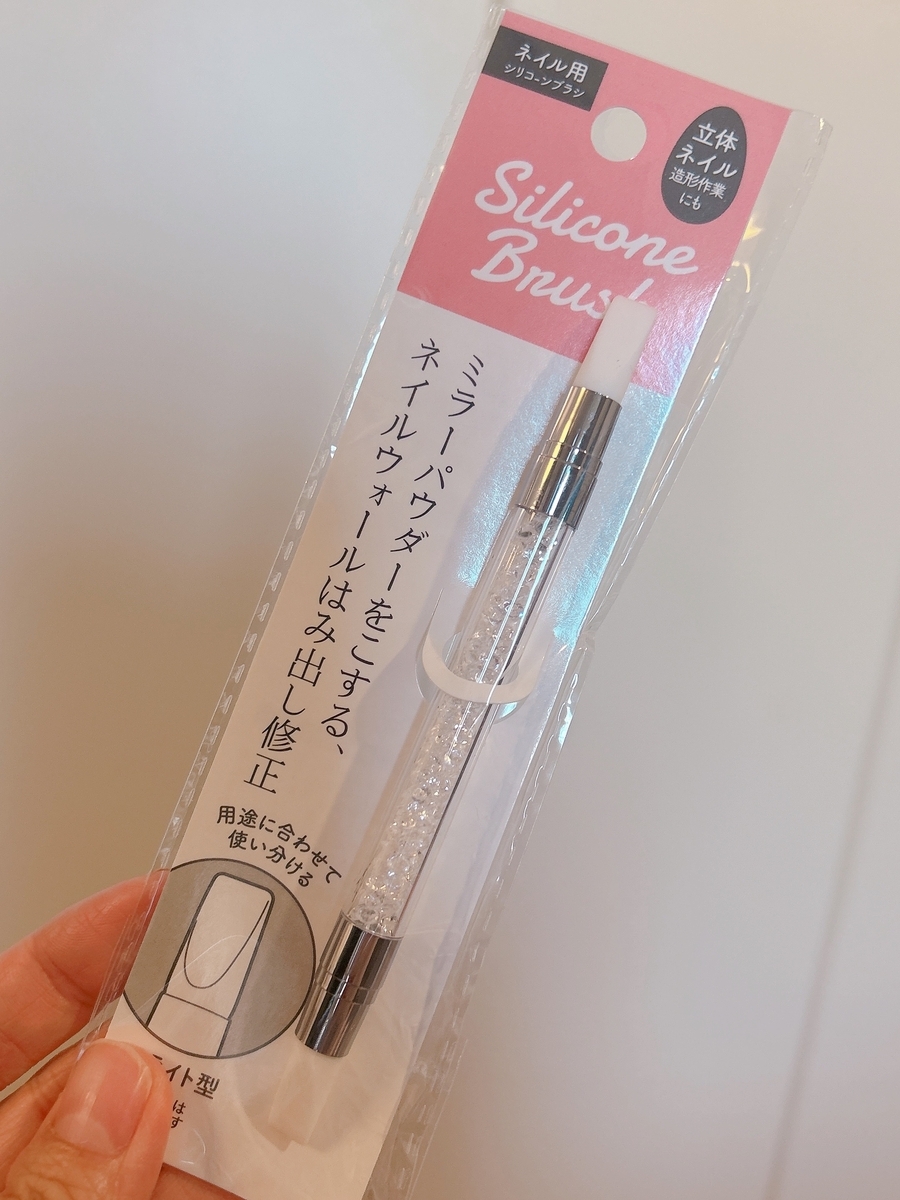 ネイル用
シリコーンブラシ
立体
ネイル
造形作業
にも
Silicone
Brush
ミラーパウダーをこする、
ネイルウォールはみ出し修正
用途に合わせて
使い分ける
イト型
は
す